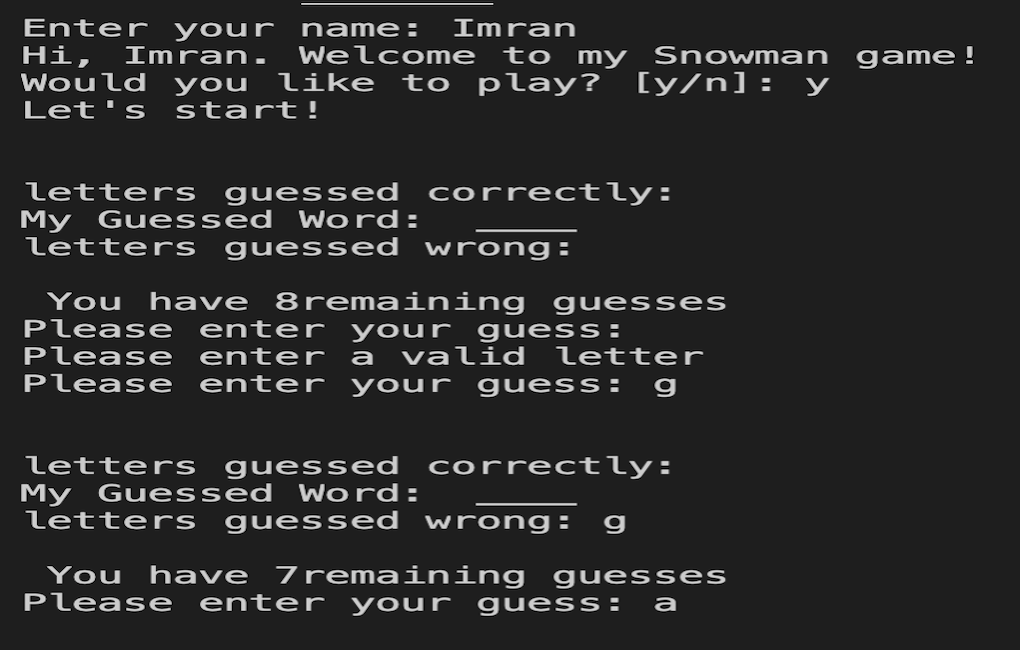 Enter your name: Imran
Hi, Imran. Welcome to my Snowman game!
Would you like to play? [y/n]: y
Let's start!
letters guessed correctly:
My Guessed Word:  ____
letters guessed wrong:
You have 8remaining guesses
Please enter your guess:
Please enter a valid letter
Please enter your guess: g
letters guessed correctly:
My Guessed Word:  ____
letters guessed wrong: g
You have 7remaining guesses
Please enter your guess: a